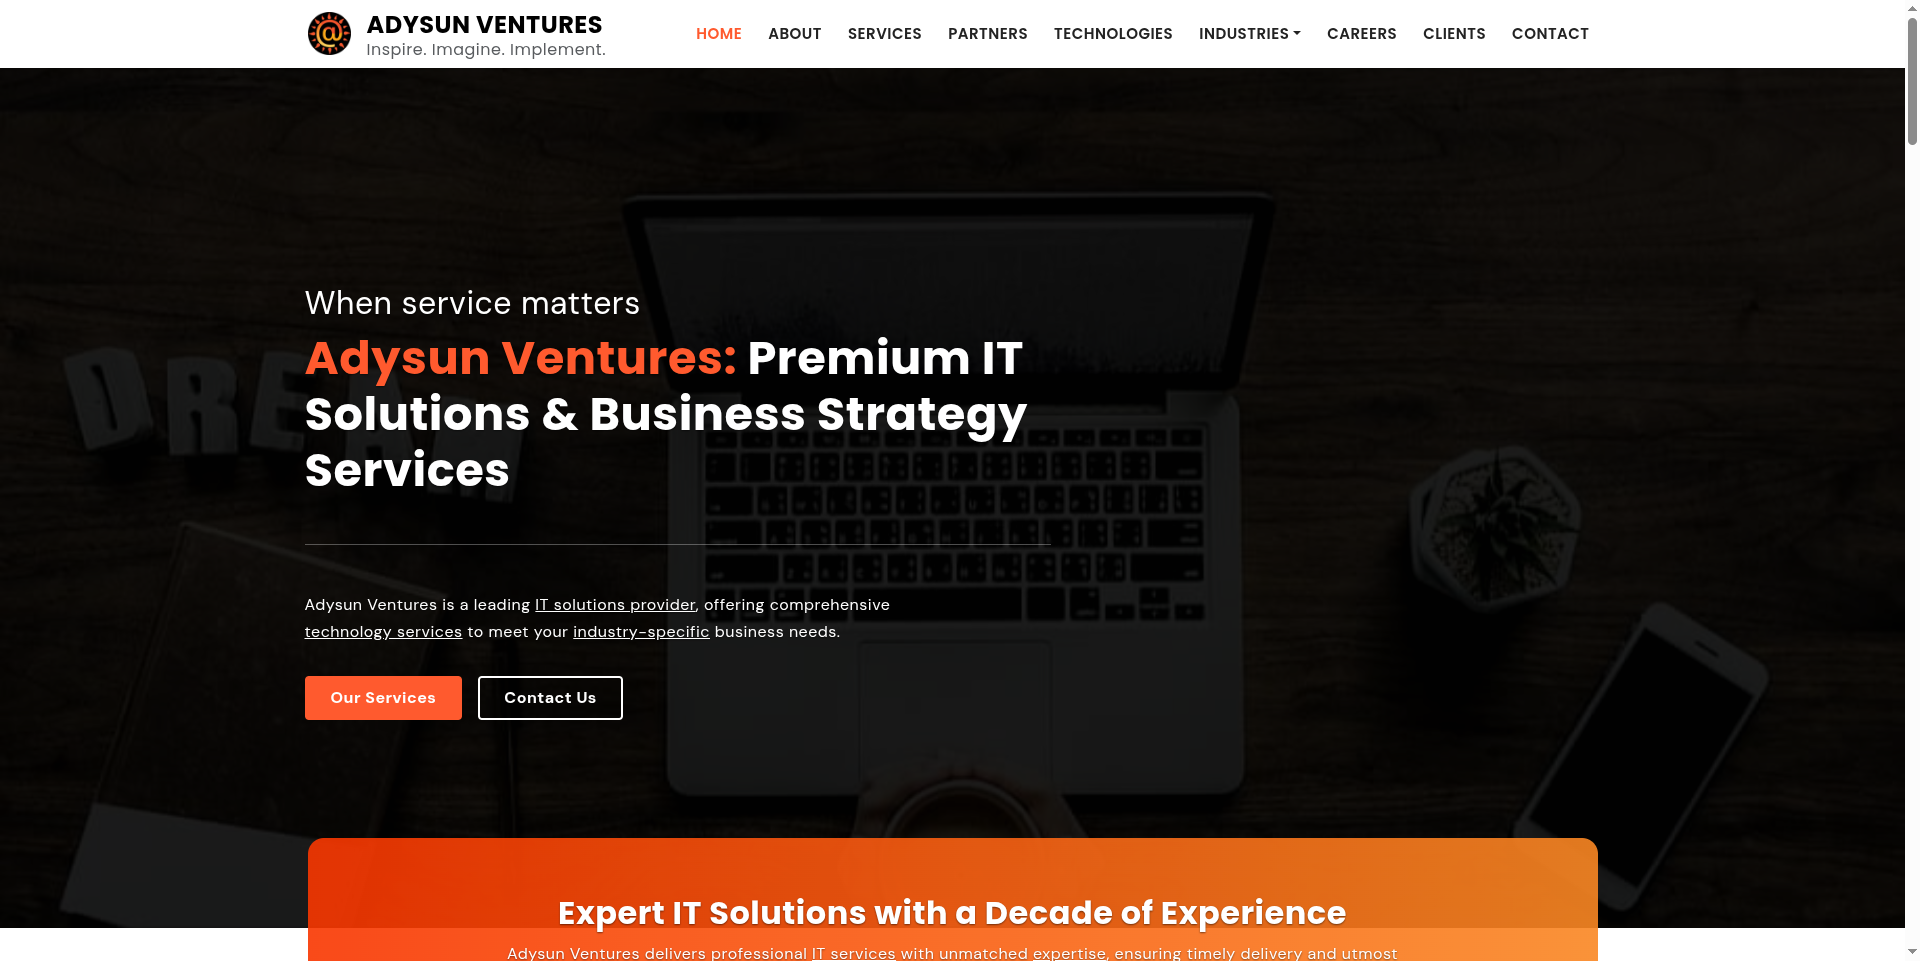 ADYSUN VENTURES
Inspire. Imagine. Implement.
HOME ABOUT SERVICES PARTNERS TECHNOLOGIES INDUSTRIES CAREERS CLIENTS CONTACT
When service matters
Adysun Ventures: Premium IT
Solutions & Business Strategy
Services
Adysun Ventures is a leading IT solutions provider, offering comprehensive
technology services to meet your industry-specific business needs.
Our Services Contact Us
Expert IT Solutions with a Decade of Experience
Adysun Ventures delivers professional IT services with unmatched expertise, ensuring timely delivery and utmost